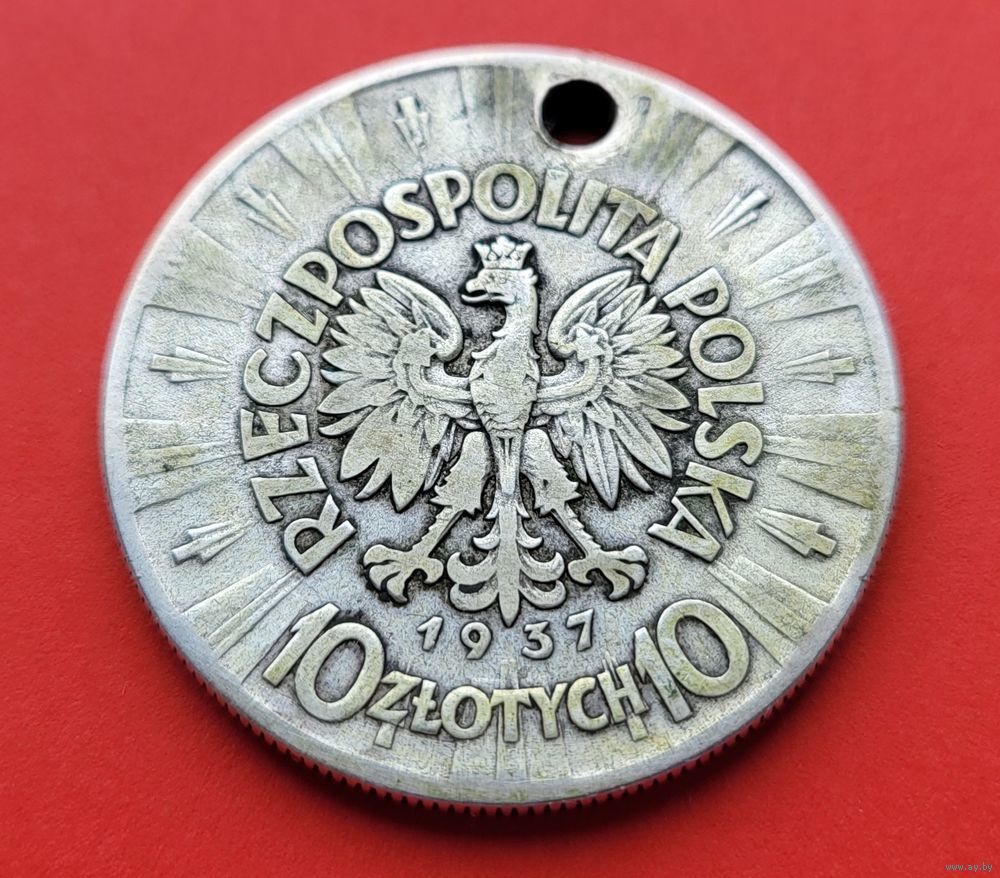 RZECZPOSPOLITA POLSKA
1937
10 ZŁOTYCH 10
www.ay.by